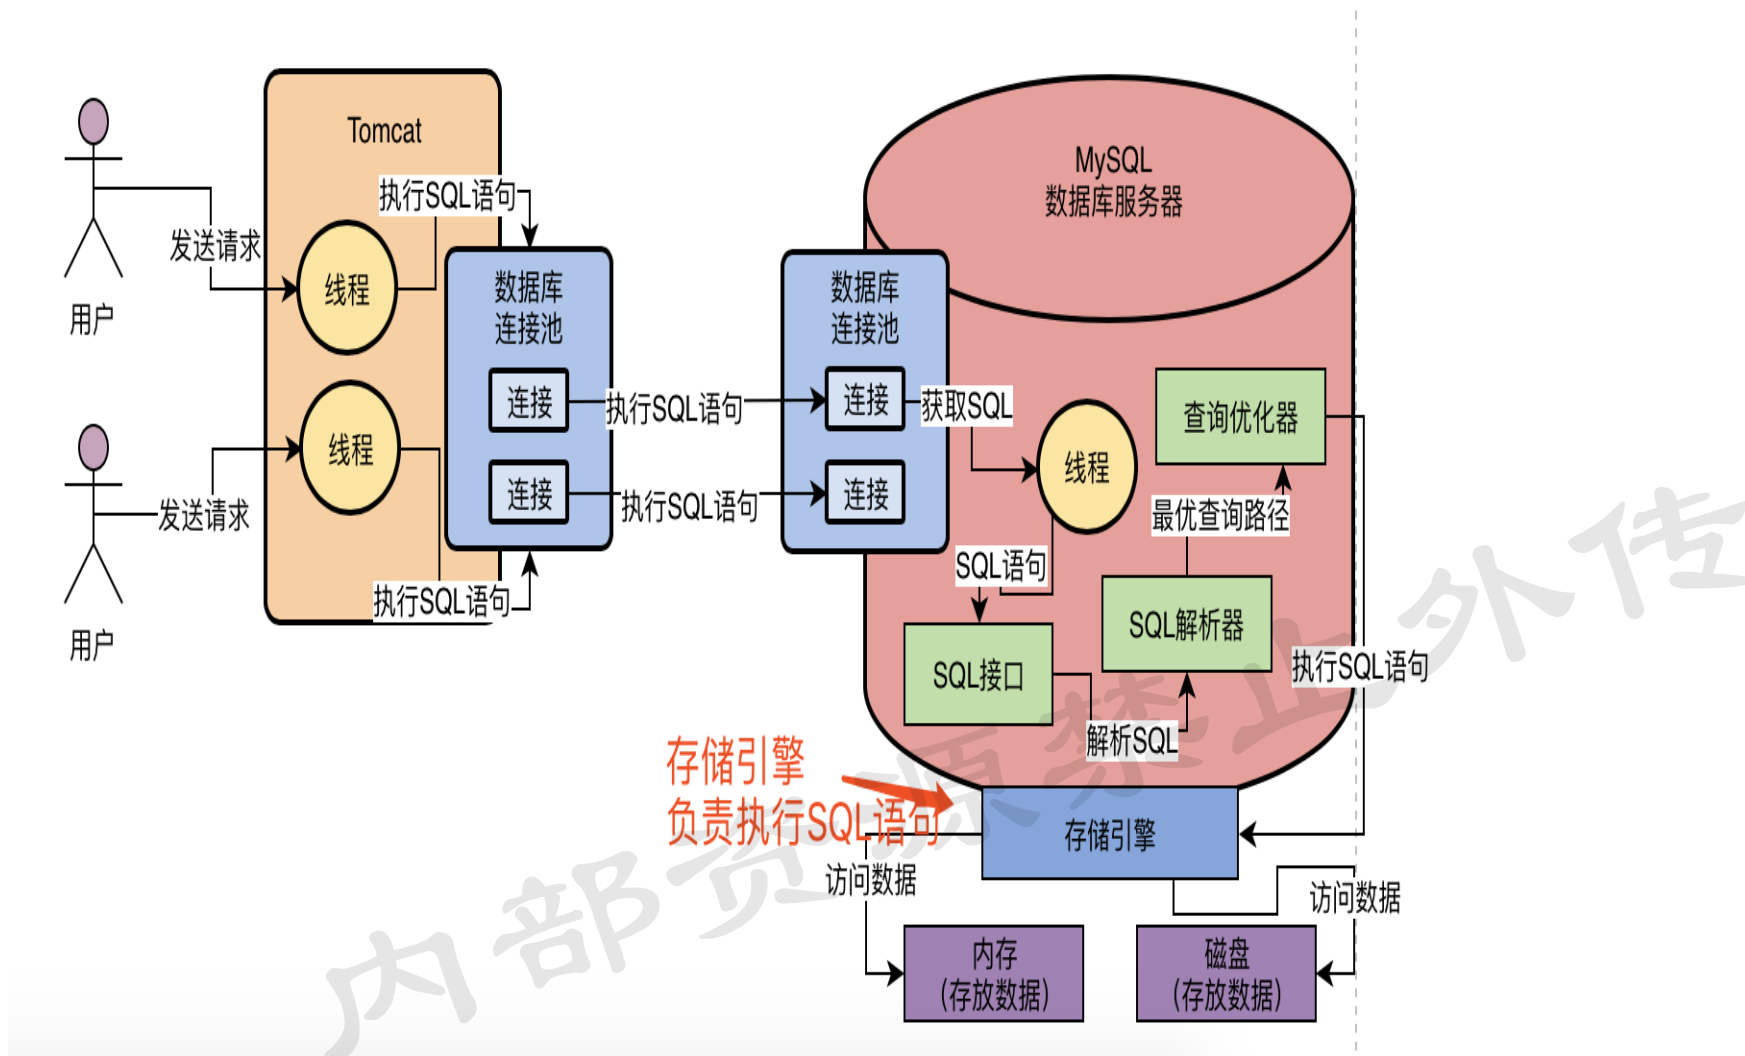 Tomcat
MySQL
数据库服务器
执行SQL语句
发送请求
线程
用户
数据库
连接池
数据库
连接池
连接
执行SQL语句
连接
获取SQL
线程
查询优化器
线程
连接
执行SQL语句
连接
发送请求
最优查询路径
SQL语句
执行SQL语句
SQL解析器
用户
SQL接口
执行SQL语句
解析SQL
存储引擎
负责执行SQL语句
存储引擎
访问数据
访问数据
内存
(存放数据)
磁盘
(存放数据)
内部资源禁止外传